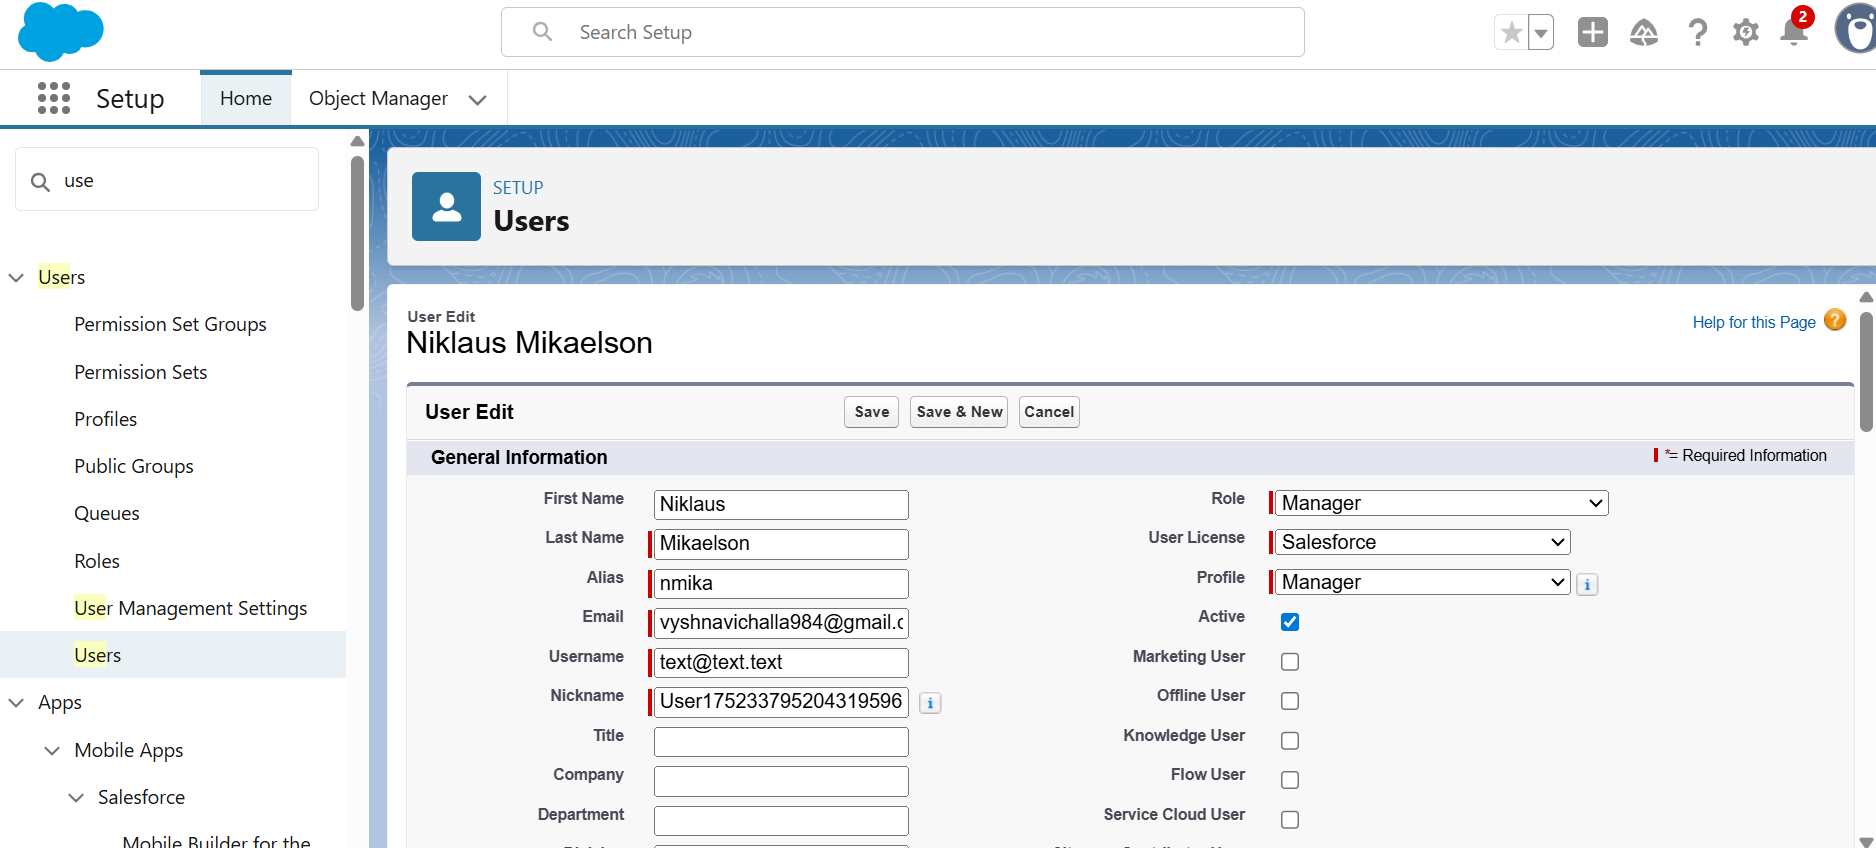 Search Setup
2
Setup
Home
Object Manager
use
Users
Permission Set Groups
Permission Sets
Profiles
Public Groups
Queues
Roles
User Management Settings
Users
Apps
Mobile Apps
Salesforce
Mobile Builder for the
SETUP
Users
User Edit
Niklaus Mikaelson
Help for this Page ?
User Edit
Save
Save & New
Cancel
General Information
*= Required Information
First Name Niklaus
Role Manager
Last Name Mikaelson
User License Salesforce
Alias nmika
Profile Manager i
Email vyshnavichalla984@gmail.c
Active
Username text@text.text
Marketing User
Nickname User175233795204319596 i
Offline User
Title
Knowledge User
Company
Flow User
Department
Service Cloud User